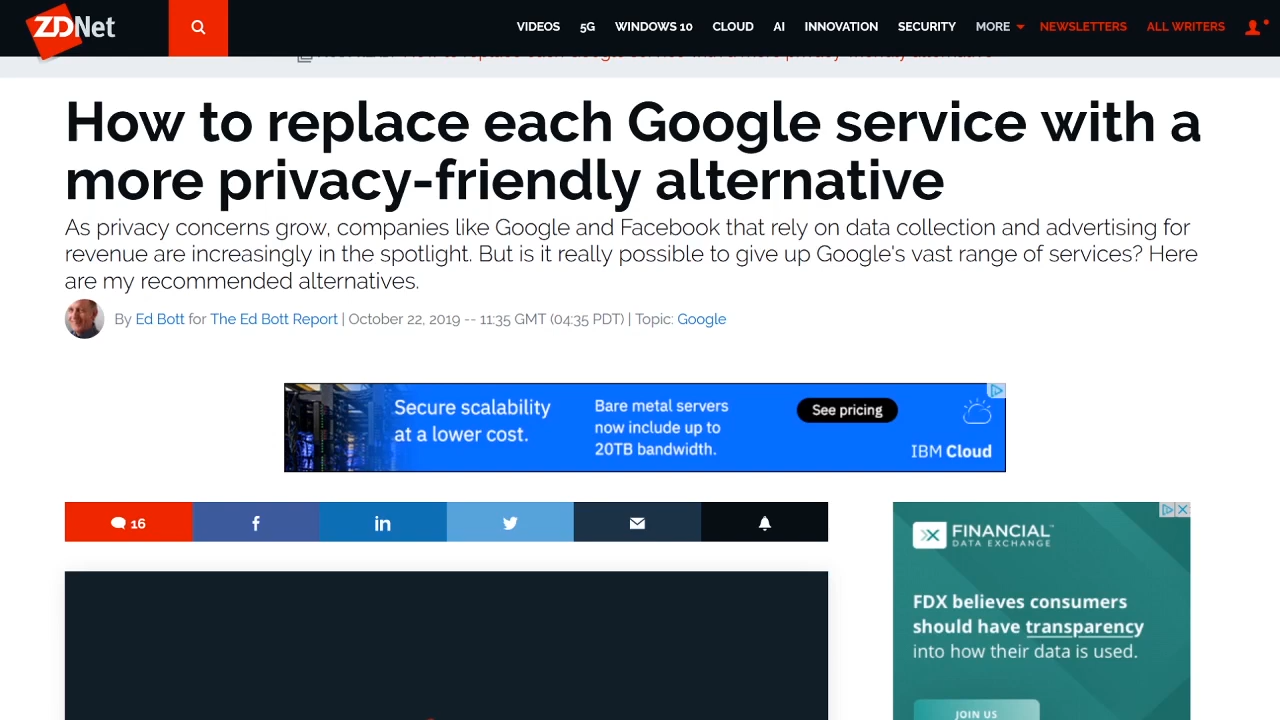 ZDNet
VIDEOS 5G WINDOWS 10 CLOUD AI INNOVATION SECURITY MORE NEWSLETTERS ALL WRITERS
How to replace each Google service with a
more privacy-friendly alternative
As privacy concerns grow, companies like Google and Facebook that rely on data collection and advertising for
revenue are increasingly in the spotlight. But is it really possible to give up Google's vast range of services? Here
are my recommended alternatives.
By Ed Bott for The Ed Bott Report | October 22, 2019 -- 11:35 GMT (04:35 PDT) | Topic: Google
Secure scalability
at a lower cost.
Bare metal servers
now include up to
20TB bandwidth.
See pricing
IBM Cloud
16
FINANCIAL
DATA EXCHANGE
FDX believes consumers
should have transparency
into how their data is used.
JOIN US